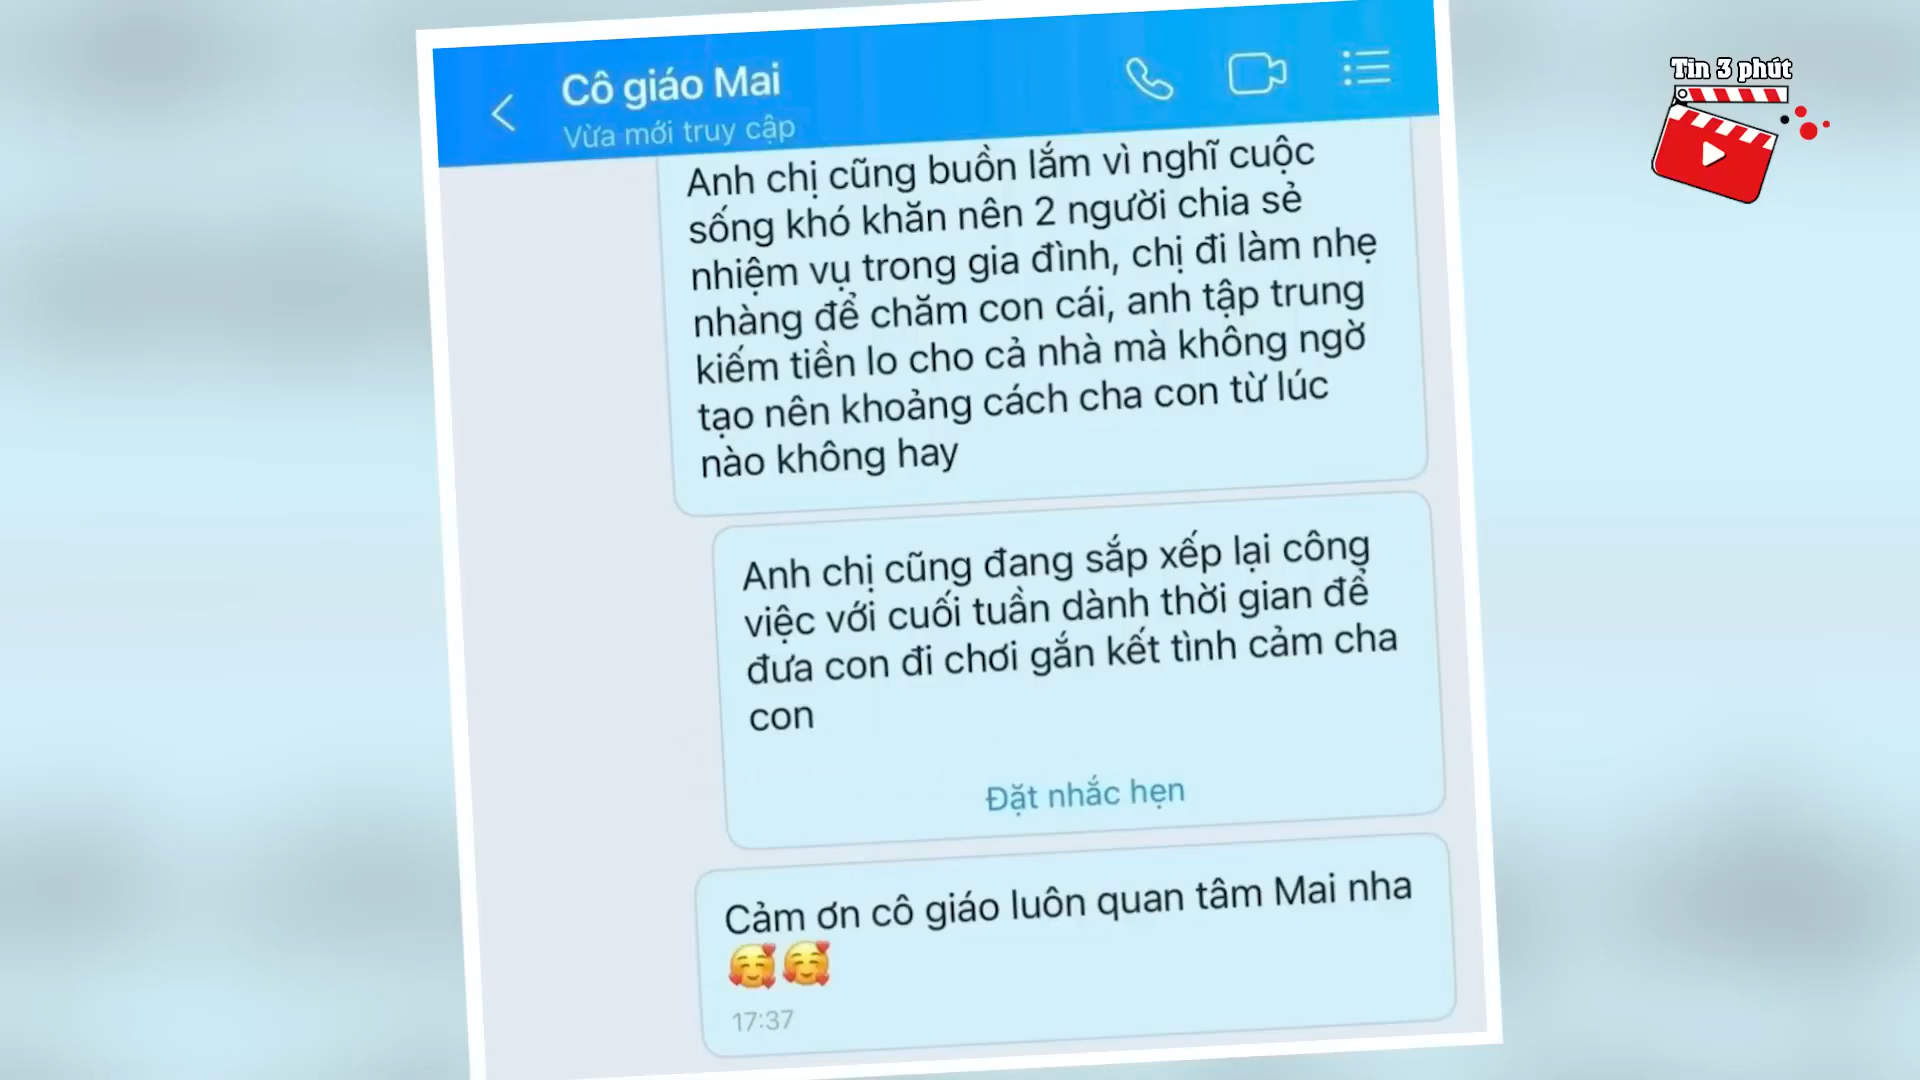 Cô giáo Mai
Vừa mới truy cập
Tin 3 phút
Anh chị cũng buồn lắm vì nghĩ cuộc
sống khó khăn nên 2 người chia sẻ
nhiệm vụ trong gia đình, chị đi làm nhẹ
nhàng để chăm con cái, anh tập trung
kiếm tiền lo cho cả nhà mà không ngờ
tạo nên khoảng cách cha con từ lúc
nào không hay
Anh chị cũng đang sắp xếp lại công
việc với cuối tuần dành thời gian để
đưa con đi chơi gắn kết tình cảm cha
con
Đặt nhắc hẹn
Cảm ơn cô giáo luôn quan tâm Mai nha
🥰🥰
17:37